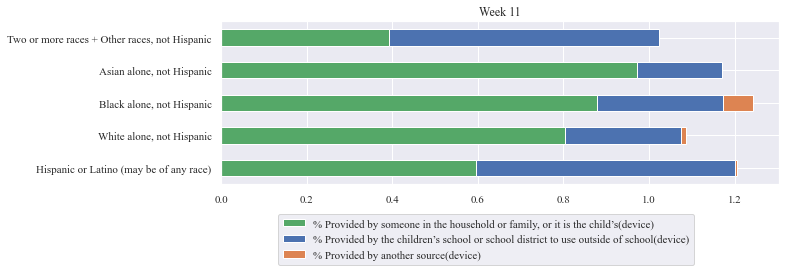 Week 11
Two or more races + Other races, not Hispanic
Asian alone, not Hispanic
Black alone, not Hispanic
White alone, not Hispanic
Hispanic or Latino (may be of any race)
0.0 0.2 0.4 0.6 0.8 1.0 1.2
% Provided by someone in the household or family, or it is the child’s(device)
% Provided by the children’s school or school district to use outside of school(device)
% Provided by another source(device)